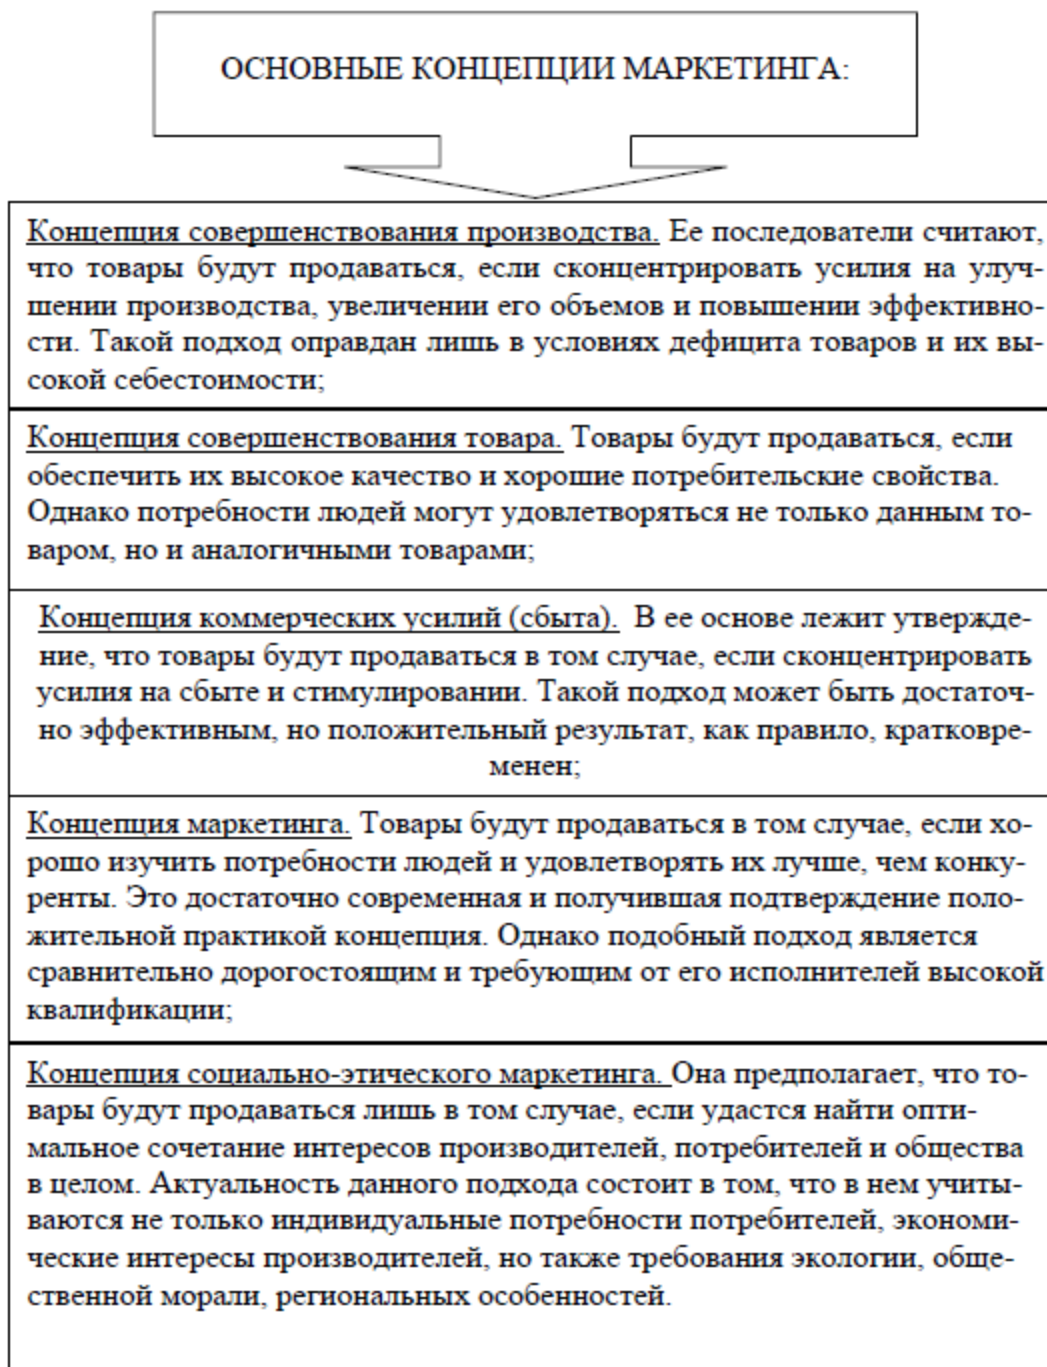 ОСНОВНЫЕ КОНЦЕПЦИИ МАРКЕТИНГА:
Концепция совершенствования производства. Ее последователи считают,
что товары будут продаваться, если сконцентрировать усилия на улуч-
шении производства, увеличении его объемов и повышении эффективно-
сти. Такой подход оправдан лишь в условиях дефицита товаров и их вы-
сокой себестоимости;
Концепция совершенствования товара. Товары будут продаваться, если
обеспечить их высокое качество и хорошие потребительские свойства.
Однако потребности людей могут удовлетворяться не только данным то-
варом, но и аналогичными товарами;
Концепция коммерческих усилий (сбыта). В ее основе лежит утвержде-
ние, что товары будут продаваться в том случае, если сконцентрировать
усилия на сбыте и стимулировании. Такой подход может быть достаточ-
но эффективным, но положительный результат, как правило, кратковре-
менен;
Концепция маркетинга. Товары будут продаваться в том случае, если хо-
рошо изучить потребности людей и удовлетворять их лучше, чем конку-
ренты. Это достаточно современная и получившая подтверждение поло-
жительной практикой концепция. Однако подобный подход является
сравнительно дорогостоящим и требующим от его исполнителей высокой
квалификации;
Концепция социально-этического маркетинга. Она предполагает, что то-
вары будут продаваться лишь в том случае, если удастся найти опти-
мальное сочетание интересов производителей, потребителей и общества
в целом. Актуальность данного подхода состоит в том, что в нем учиты-
ваются не только индивидуальные потребности потребителей, экономи-
ческие интересы производителей, но также требования экологии, обще-
ственной морали, региональных особенностей.